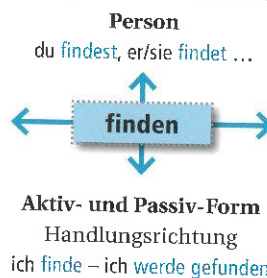 Person
du findest, er/sie findet ...
finden
Aktiv- und Passiv-Form
Handlungsrichtung
ich finde – ich werde gefunden